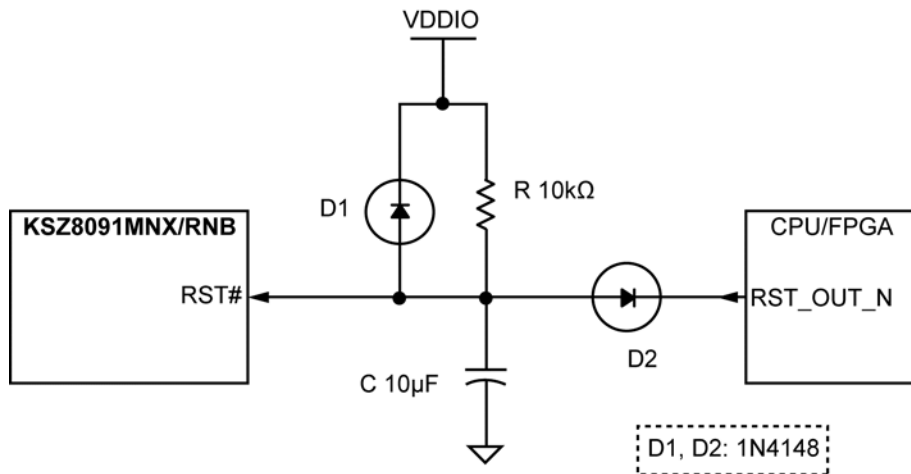 VDDIO
R 10kΩ
D1
KSZ8091MNX/RNB
CPU/FPGA
RST#
RST_OUT_N
D2
C 10µF
D1, D2: 1N4148